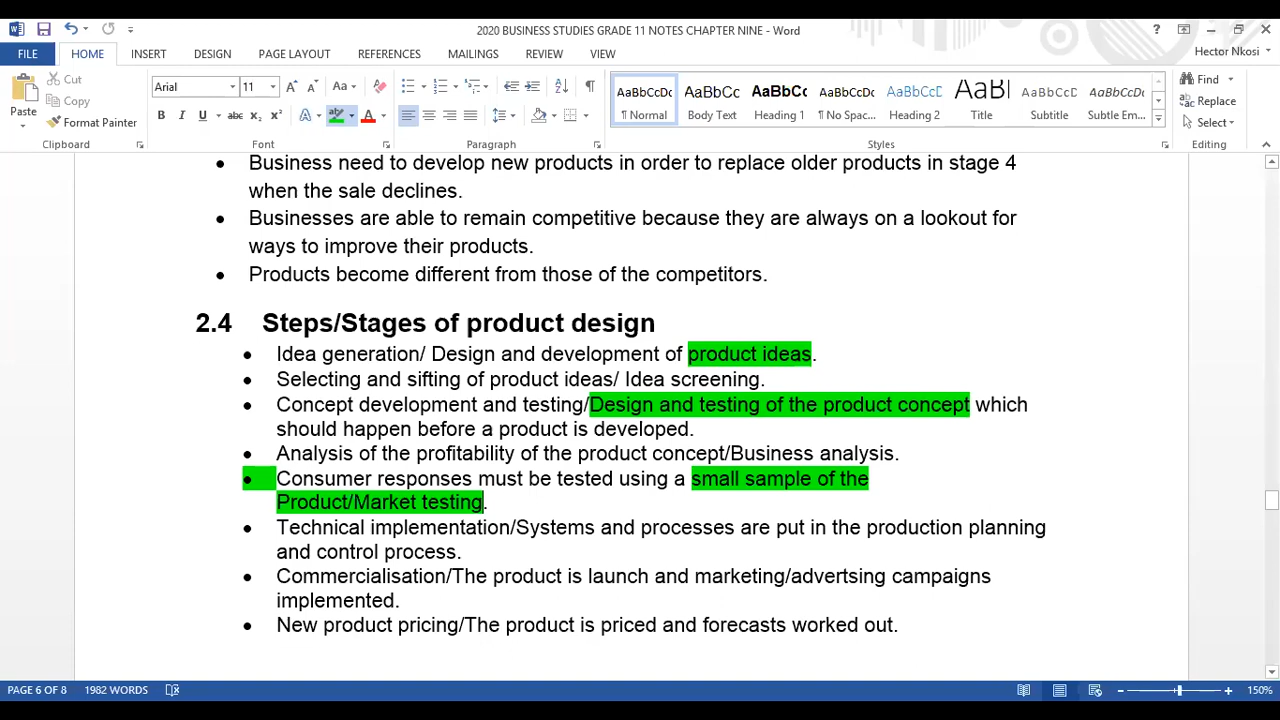 2020 BUSINESS STUDIES GRADE 11 NOTES CHAPTER NINE - Word
FILE HOME INSERT DESIGN PAGE LAYOUT REFERENCES MAILINGS REVIEW VIEW Hector Nkosi
Paste Cut Copy Format Painter Clipboard
Arial 11 Font
Paragraph
AaBbCcDc ¶ Normal AaBbCc Body Text AaBbCc Heading 1 AaBbCcDc ¶ No Spac... AaBbCcD Heading 2 AaBl Title AaBbCcD Subtitle AaBbCcDc Subtle Em... Styles
Find Replace Select Editing
• Business need to develop new products in order to replace older products in stage 4
when the sale declines.
• Businesses are able to remain competitive because they are always on a lookout for
ways to improve their products.
• Products become different from those of the competitors.
2.4 Steps/Stages of product design
• Idea generation/ Design and development of product ideas.
• Selecting and sifting of product ideas/ Idea screening.
• Concept development and testing/Design and testing of the product concept which
should happen before a product is developed.
• Analysis of the profitability of the product concept/Business analysis.
• Consumer responses must be tested using a small sample of the
Product/Market testing.
• Technical implementation/Systems and processes are put in the production planning
and control process.
• Commercialisation/The product is launch and marketing/advertsing campaigns
implemented.
• New product pricing/The product is priced and forecasts worked out.
PAGE 6 OF 8 1982 WORDS 150%